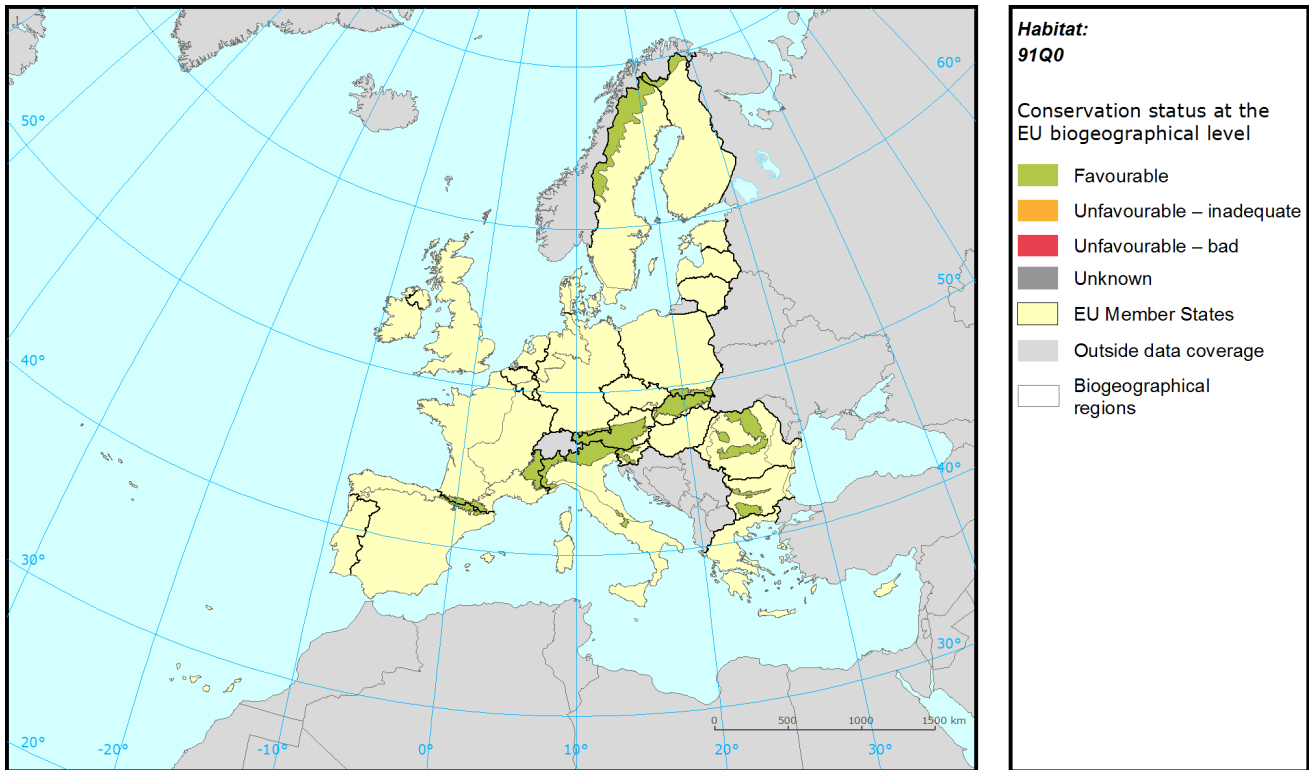 Habitat:
91Q0
Conservation status at the
EU biogeographical level
Favourable
Unfavourable – inadequate
Unfavourable – bad
Unknown
EU Member States
Outside data coverage
Biogeographical
regions
60°
50°
50°
40°
40°
30°
30°
0 500 1000 1500 km
20° -20° -10° 0° 10° 20° 30°